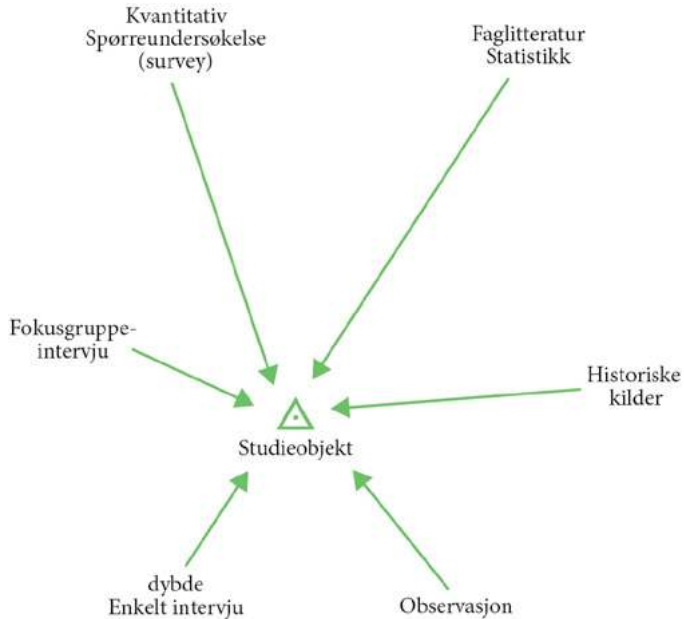 Kvantitativ
Spørreundersøkelse
(survey)
Faglitteratur
Statistikk
Fokusgruppe-
intervju
Historiske
kilder
Studieobjekt
dybde
Enkelt intervju
Observasjon